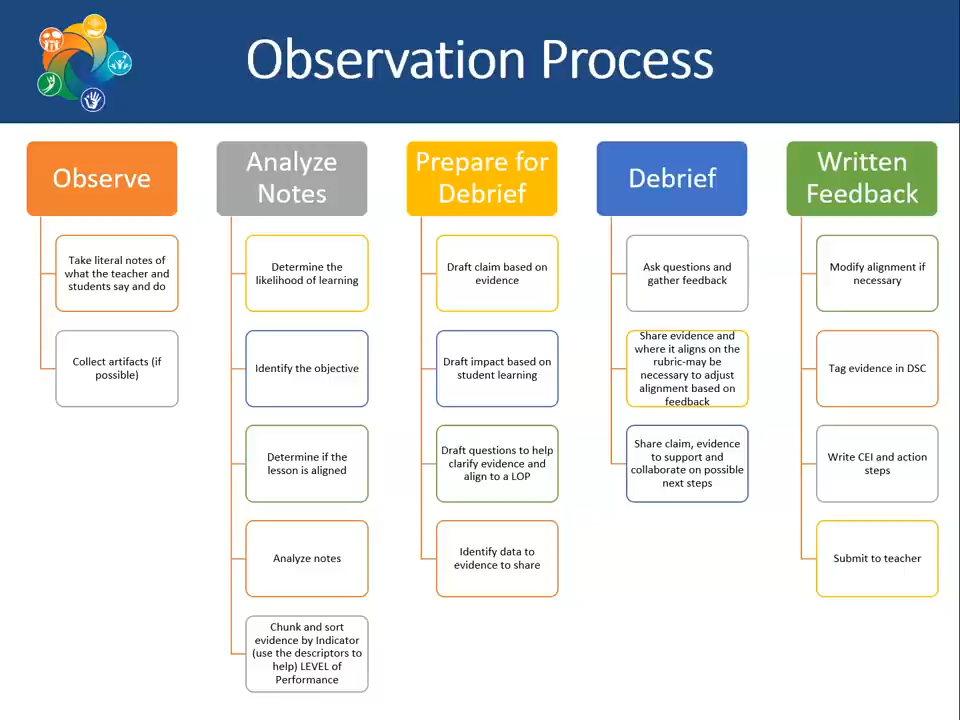 Observation Process
Observe
Take literal notes of
what the teacher and
students say and do
Collect artifacts (if
possible)
Analyze
Notes
Determine the
likelihood of learning
Identify the objective
Determine if the
lesson is aligned
Analyze notes
Chunk and sort
evidence by Indicator
(use the descriptors to
help) LEVEL of
Performance
Prepare for
Debrief
Draft claim based on
evidence
Draft impact based on
student learning
Draft questions to help
clarify evidence and
align to a LOP
Identify data to
evidence to share
Debrief
Ask questions and
gather feedback
Share evidence and
where it aligns on the
rubric-may be
necessary to adjust
alignment based on
feedback
Share claim, evidence
to support and
collaborate on possible
next steps
Written
Feedback
Modify alignment if
necessary
Tag evidence in DSC
Write CEI and action
steps
Submit to teacher